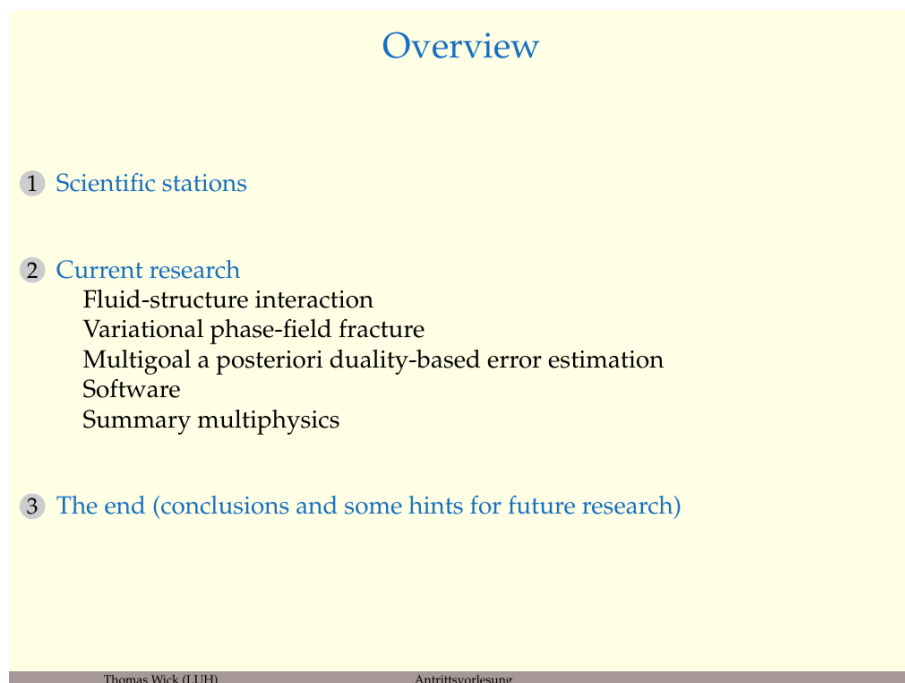 Overview
1 Scientific stations
2 Current research
Fluid-structure interaction
Variational phase-field fracture
Multigoal a posteriori duality-based error estimation
Software
Summary multiphysics
3 The end (conclusions and some hints for future research)
Thomas Wick (LUH) Antrittsvorlesung